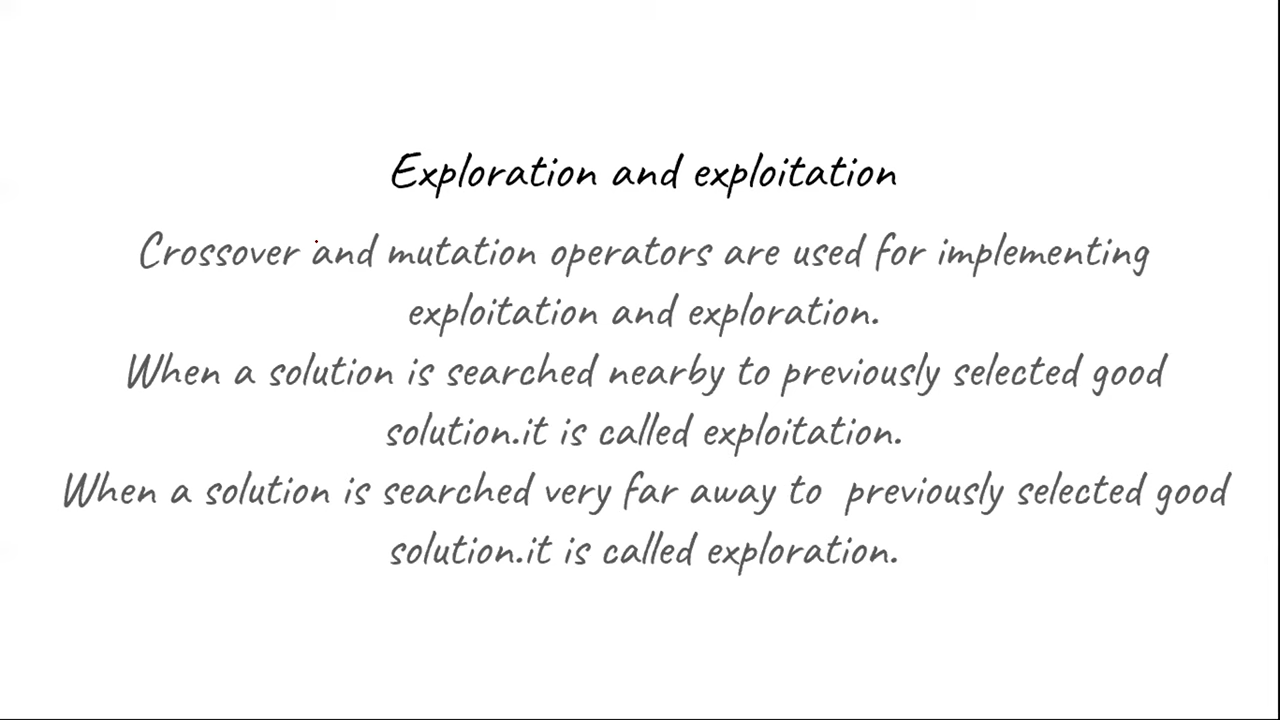 Exploration and exploitation
Crossover and mutation operators are used for implementing
exploitation and exploration.
When a solution is searched nearby to previously selected good
solution.it is called exploitation.
When a solution is searched very far away to previously selected good
solution.it is called exploration.